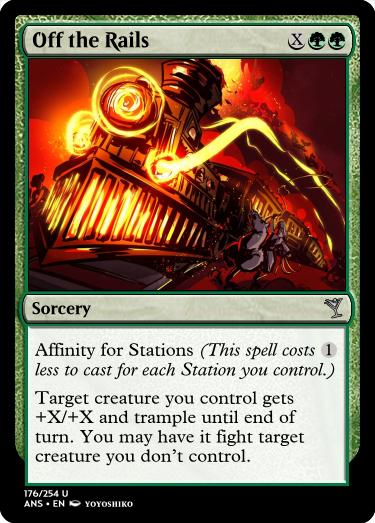 Off the Rails X
Sorcery
Affinity for Stations (This spell costs 1
less to cast for each Station you control.)
Target creature you control gets
+X/+X and trample until end of
turn. You may have it fight target
creature you don't control.
176/254 U
ANS • EN YOYOSHIKO